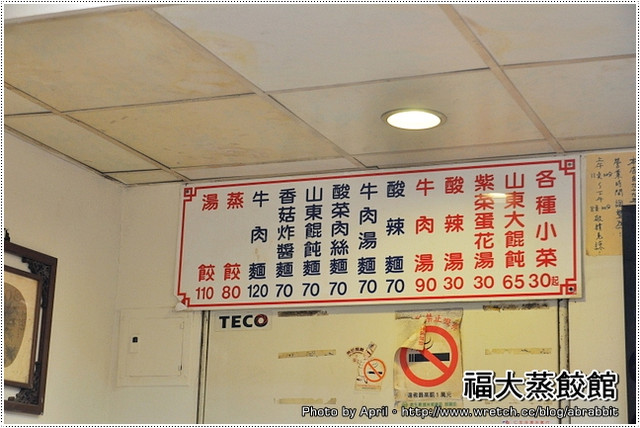 各種小菜 30起
山東大餛飩 65
紫菜蛋花湯 30
酸辣湯 30
牛肉湯 90
酸辣麵 70
牛肉湯麵 70
酸菜肉絲麵 70
山東餛飩麵 70
香菇炸醬麵 70
牛肉麵 120
蒸餃 80
湯餃 110
TECO
福大蒸餃館
Photo by April。http://www.wretch.cc/blog/abrabbit